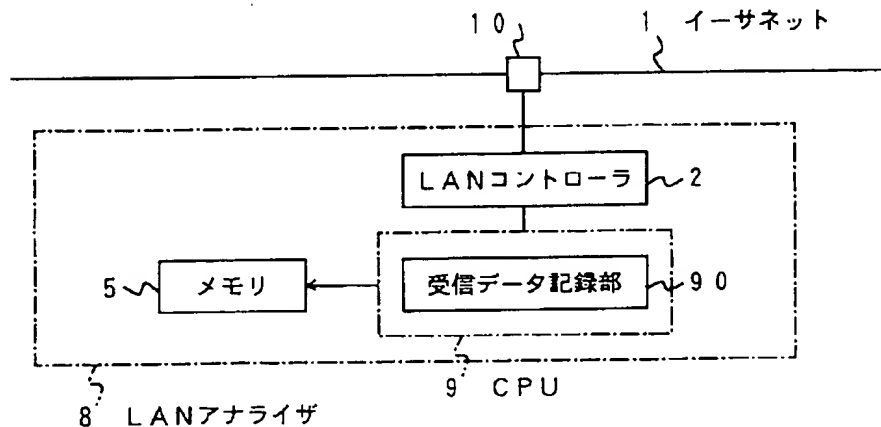 10
1 イーサネット
LANコントローラ 2
5 メモリ 受信データ記録部 90
9 CPU
8 LANアナライザ